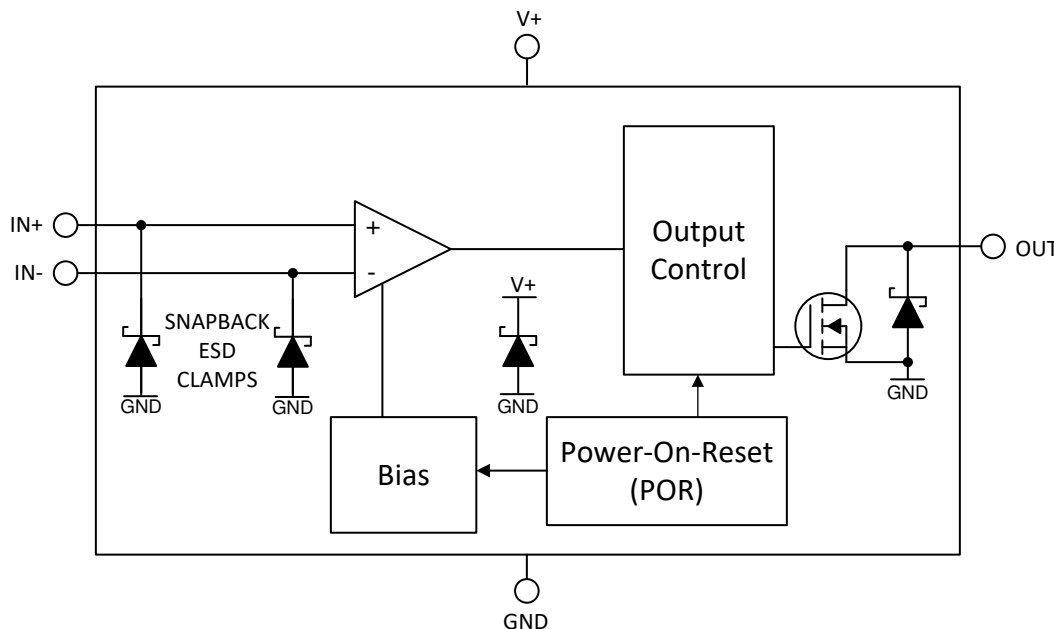 V+
IN+
IN-
+
-
SNAPBACK
ESD
CLAMPS
GND
GND
V+
GND
Output
Control
OUT
GND
Bias
Power-On-Reset
(POR)
GND